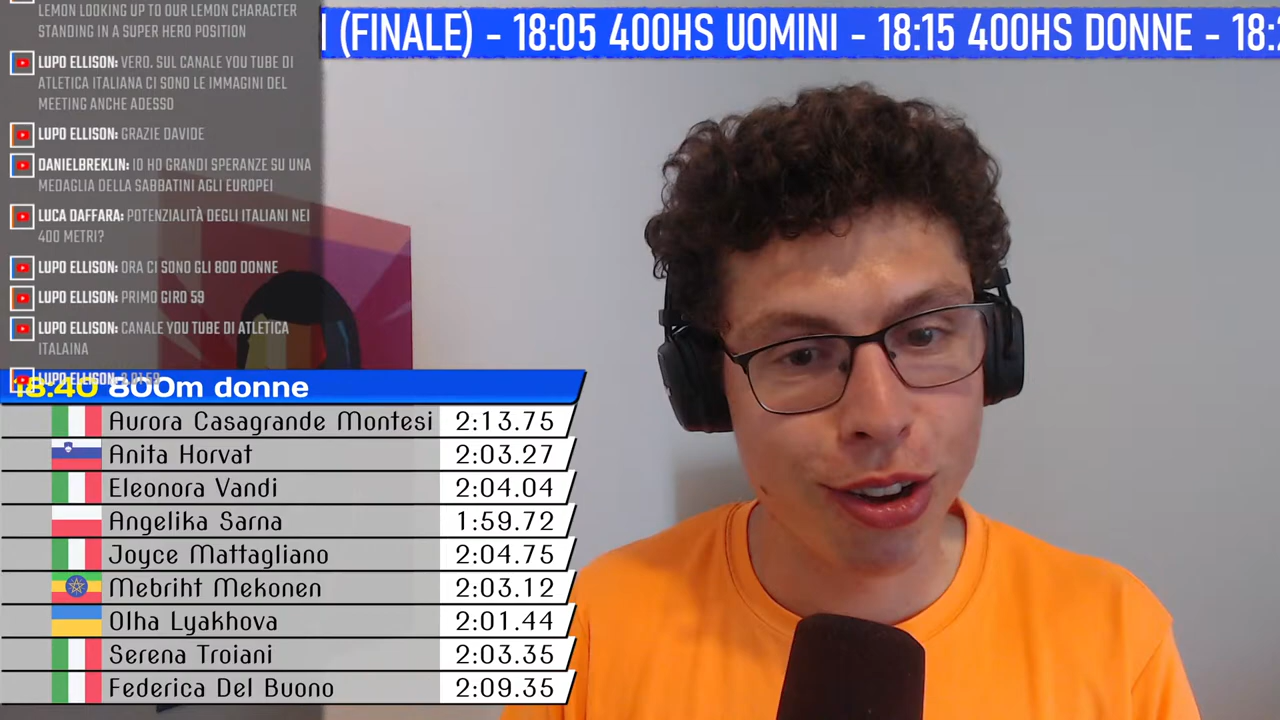 LEMON LOOKING UP TO OUR LEMON CHARACTER
STANDING IN A SUPER HERO POSITION
LUPO ELLISON: VERO. SUL CANALE YOU TUBE DI
ATLETICA ITALIANA CI SONO LE IMMAGINI DEL
MEETING ANCHE ADESSO
LUPO ELLISON: GRAZIE DAVIDE
DANIELBREKLIN: IO HO GRANDI SPERANZE SU UNA
MEDAGLIA DELLA SABBATINI AGLI EUROPEI
LUCA DAFFARA: POTENZIALITÀ DEGLI ITALIANI NEI
400 METRI?
LUPO ELLISON: ORA CI SONO GLI 800 DONNE
LUPO ELLISON: PRIMO GIRO 59
LUPO ELLISON: CANALE YOU TUBE DI ATLETICA
ITALAINA
LUPO ELLISON:
(FINALE) - 18:05 400HS UOMINI - 18:15 400HS DONNE - 18:
18:40 800m donne
Aurora Casagrande Montesi 2:13.75
Anita Horvat 2:03.27
Eleonora Vandi 2:04.04
Angelika Sarna 1:59.72
Joyce Mattagliano 2:04.75
Mebriht Mekonen 2:03.12
Olha Lyakhova 2:01.44
Serena Troiani 2:03.35
Federica Del Buono 2:09.35